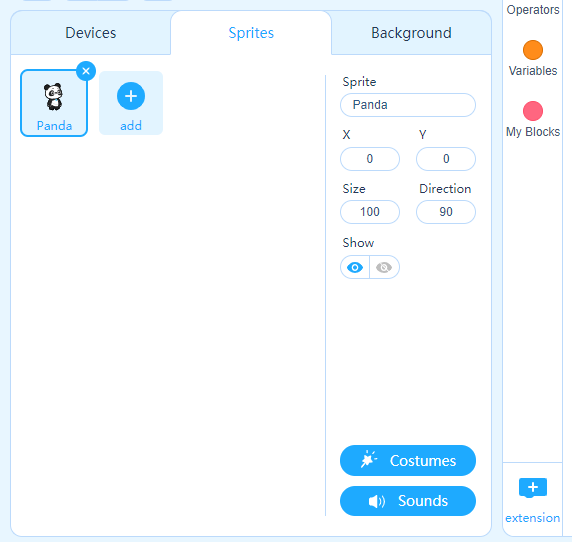 Devices
Sprites
Background
Panda
add
Sprite
Panda
X
Y
0
0
Size
Direction
100
90
Show
Costumes
Sounds
Operators
Variables
My Blocks
extension